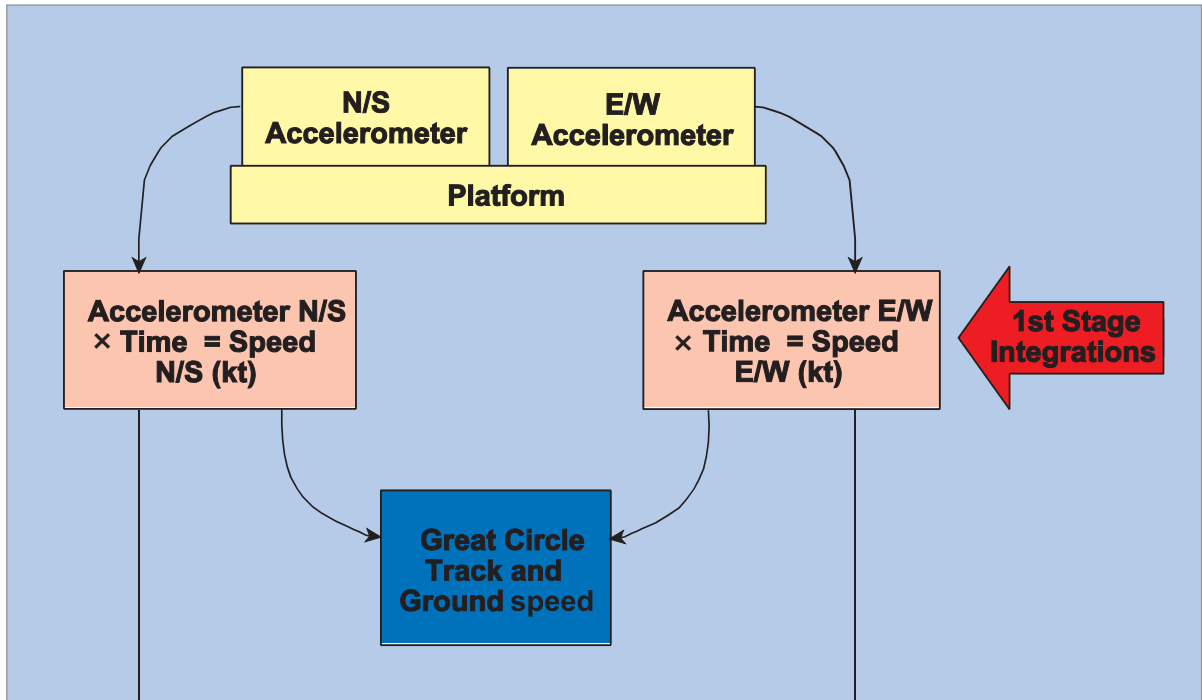 N/S
Accelerometer
E/W
Accelerometer
Platform
Accelerometer N/S
× Time = Speed
N/S (kt)
Accelerometer E/W
× Time = Speed
E/W (kt)
1st Stage
Integrations
Great Circle
Track and
Ground speed